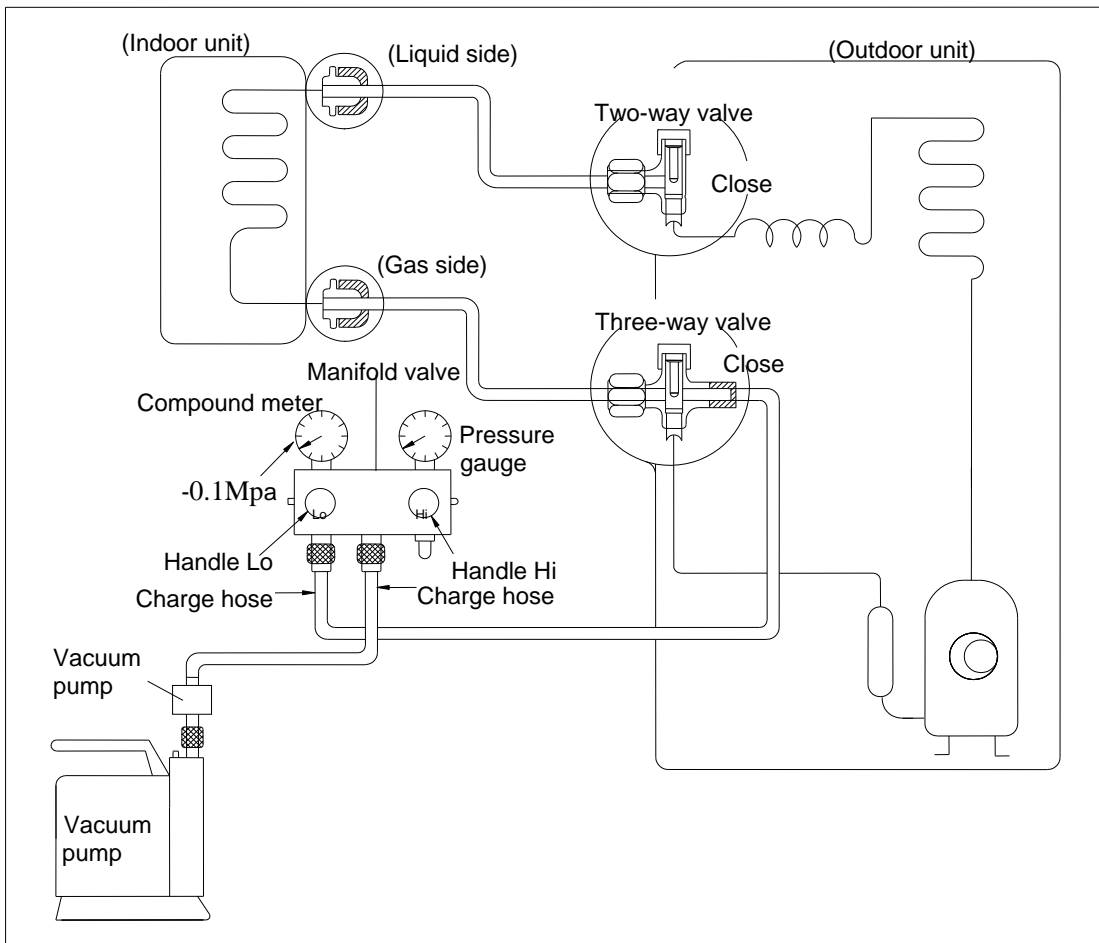 (Indoor unit)
(Liquid side)
(Outdoor unit)
Two-way valve
Close
(Gas side)
Three-way valve
Close
Manifold valve
Compound meter
Pressure
gauge
-0.1Mpa
Lo
Hi
Handle Lo
Handle Hi
Charge hose
Charge hose
Vacuum
pump
Vacuum
pump